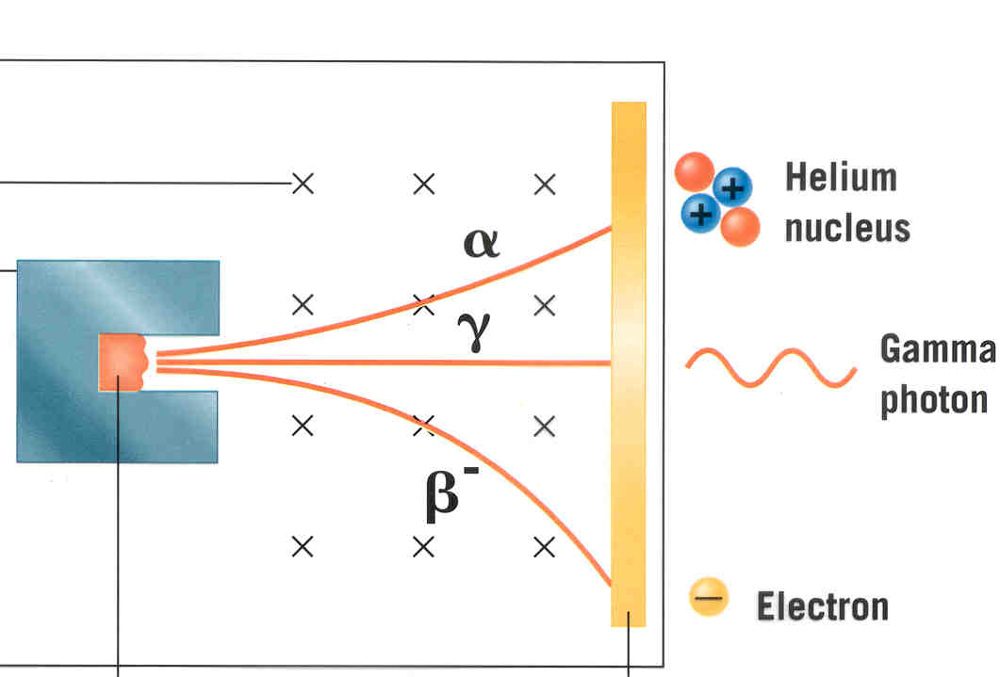 Helium
nucleus
α
γ
Gamma
photon
β⁻
Electron